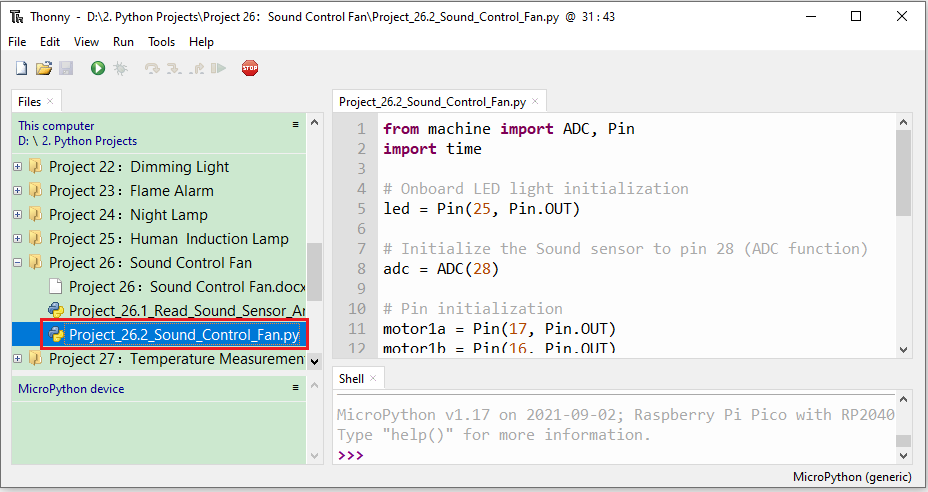 Thonny - D:\2. Python Projects\Project 26：Sound Control Fan\Project_26.2_Sound_Control_Fan.py @ 31 : 43
File Edit View Run Tools Help
STOP
Files
This computer
D: \ 2. Python Projects
Project 22：Dimming Light
Project 23：Flame Alarm
Project 24：Night Lamp
Project 25：Human Induction Lamp
Project 26：Sound Control Fan
Project 26：Sound Control Fan.docx
Project_26.1_Read_Sound_Sensor_Ar
Project_26.2_Sound_Control_Fan.py
Project 27：Temperature Measuremen
MicroPython device
Project_26.2_Sound_Control_Fan.py
1 from machine import ADC, Pin
2 import time
3
4 # Onboard LED light initialization
5 led = Pin(25, Pin.OUT)
6
7 # Initialize the Sound sensor to pin 28 (ADC function)
8 adc = ADC(28)
9
10 # Pin initialization
11 motor1a = Pin(17, Pin.OUT)
12 motor1b = Pin(16, Pin.OUT)
Shell
MicroPython v1.17 on 2021-09-02; Raspberry Pi Pico with RP2040
Type "help()" for more information.
>>>
MicroPython (generic)